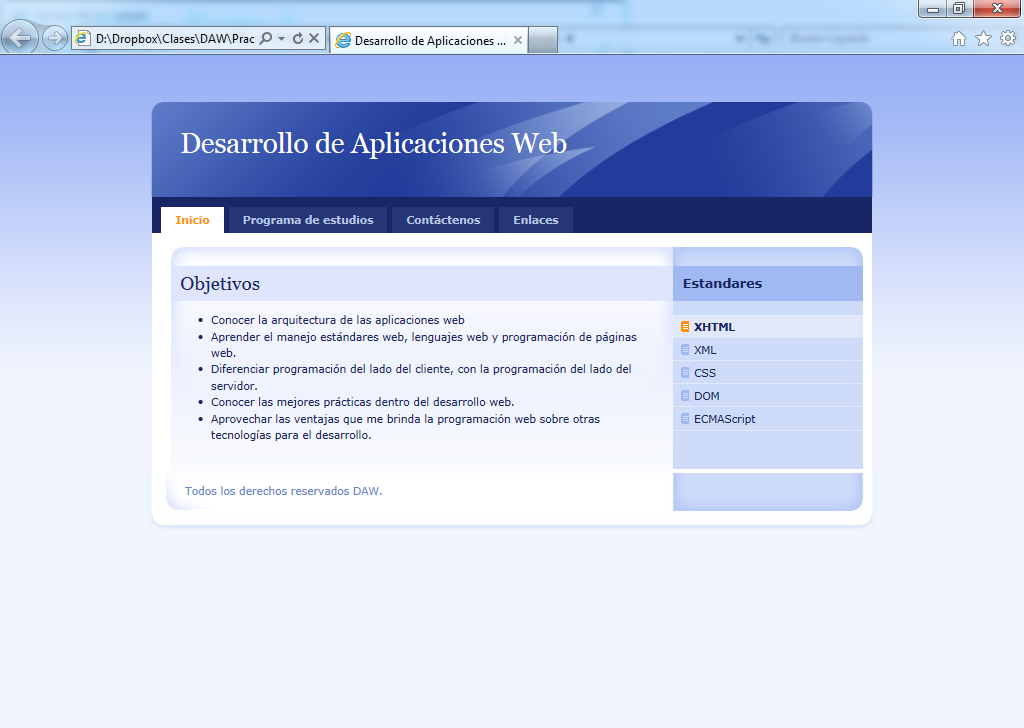 D:\Dropbox\Clases\DAW\Prac
Desarrollo de Aplicaciones ...
Desarrollo de Aplicaciones Web
Inicio
Programa de estudios
Contáctenos
Enlaces
Objetivos
Conocer la arquitectura de las aplicaciones web
Aprender el manejo estándares web, lenguajes web y programación de páginas
web.
Diferenciar programación del lado del cliente, con la programación del lado del
servidor.
Conocer las mejores prácticas dentro del desarrollo web.
Aprovechar las ventajas que me brinda la programación web sobre otras
tecnologías para el desarrollo.
Estandares
XHTML
XML
CSS
DOM
ECMAScript
Todos los derechos reservados DAW.